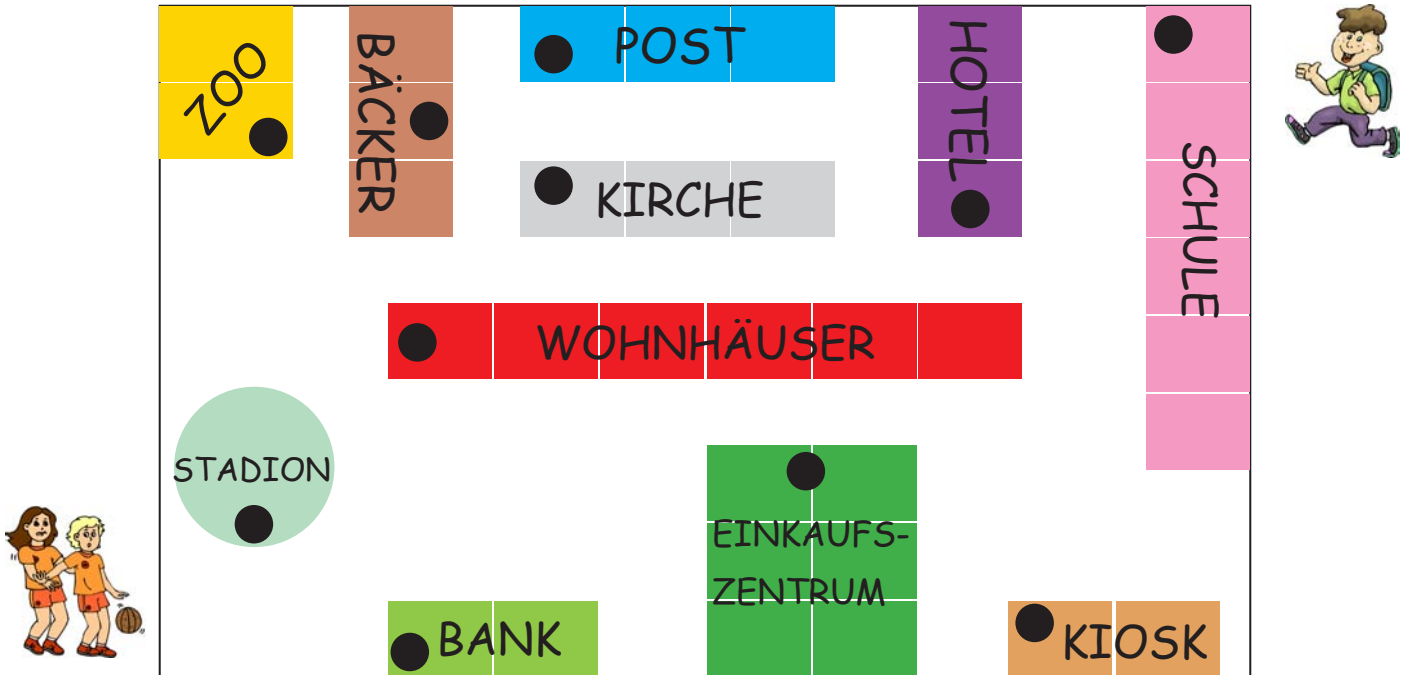 ZOO
BÄCKER
POST
HOTEL
SCHULE
KIRCHE
WOHNHÄUSER
STADION
EINKAUFS-
ZENTRUM
BANK
KIOSK